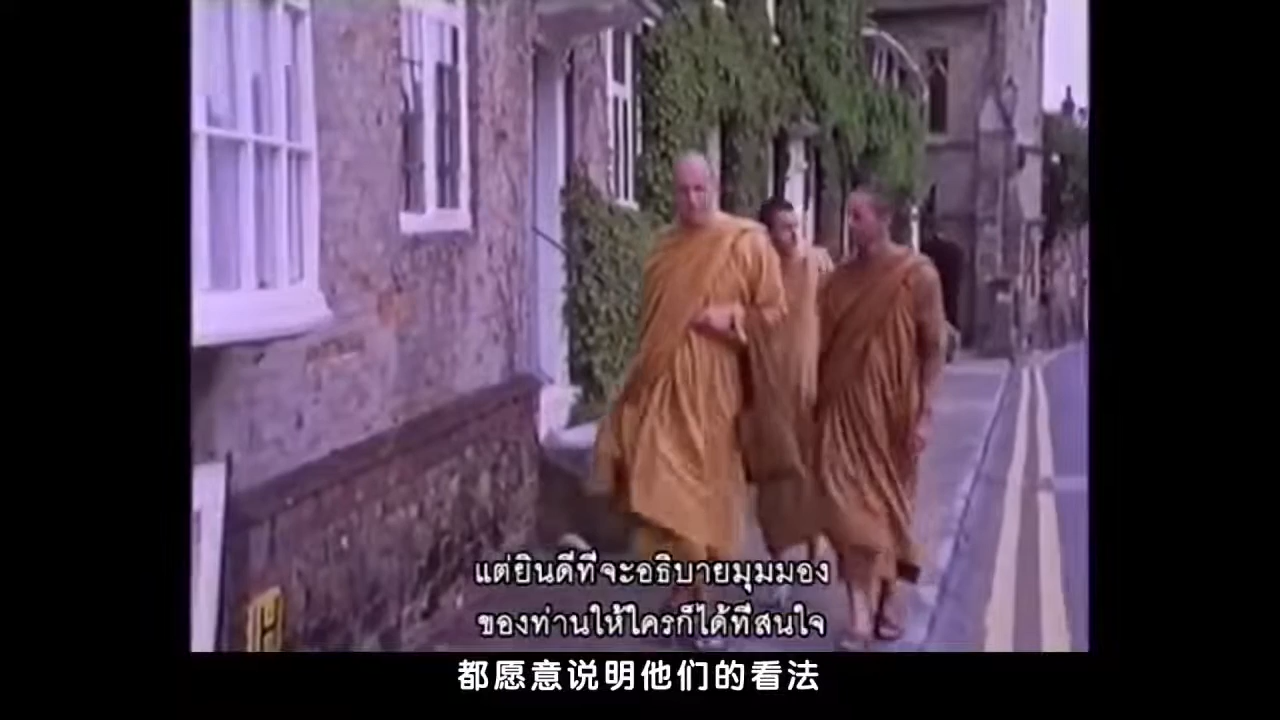 H
แต่ยินดีที่จะอธิบายมุมมอง
ของท่านให้ใครก็ได้ที่สนใจ
都愿意说明他们的看法